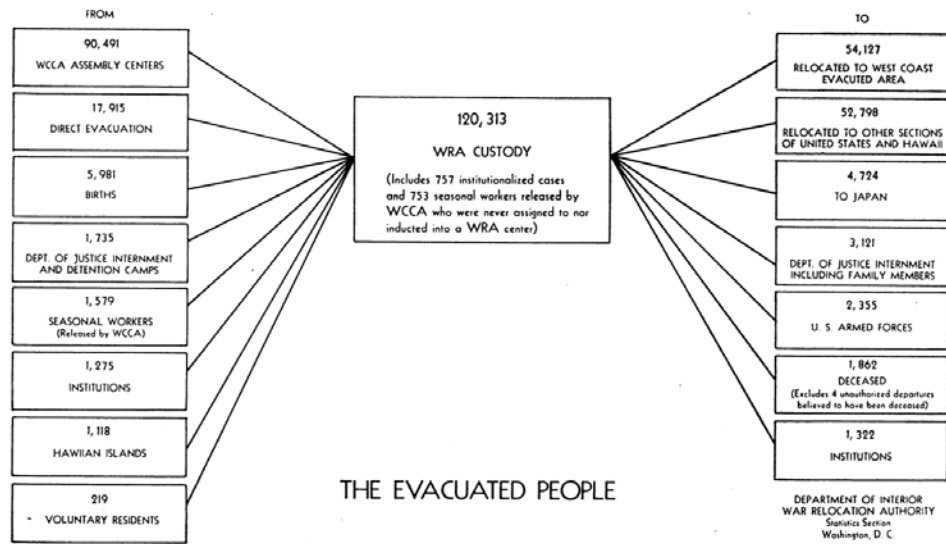 FROM
90,491
WCCA ASSEMBLY CENTERS
17,915
DIRECT EVACUATION
5,981
BIRTHS
1,735
DEPT. OF JUSTICE INTERNMENT
AND DETENTION CAMPS
1,579
SEASONAL WORKERS
(Released by WCCA)
1,275
INSTITUTIONS
1,118
HAWIIAN ISLANDS
219
VOLUNTARY RESIDENTS
120,313
WRA CUSTODY
(Includes 757 institutionalized cases
and 753 seasonal workers released by
WCCA who were never assigned to nor
inducted into a WRA center)
THE EVACUATED PEOPLE
TO
54,127
RELOCATED TO WEST COAST
EVACUTED AREA
52,798
RELOCATED TO OTHER SECTIONS
OF UNITED STATES AND HAWAII
4,724
TO JAPAN
3,121
DEPT. OF JUSTICE INTERNMENT
INCLUDING FAMILY MEMBERS
2,355
U. S. ARMED FORCES
1,862
DECEASED
(Excludes 4 unauthorized departures
believed to have been deceased)
1,322
INSTITUTIONS
DEPARTMENT OF INTERIOR
WAR RELOCATION AUTHORITY
Statistics Section
Washington, D. C.